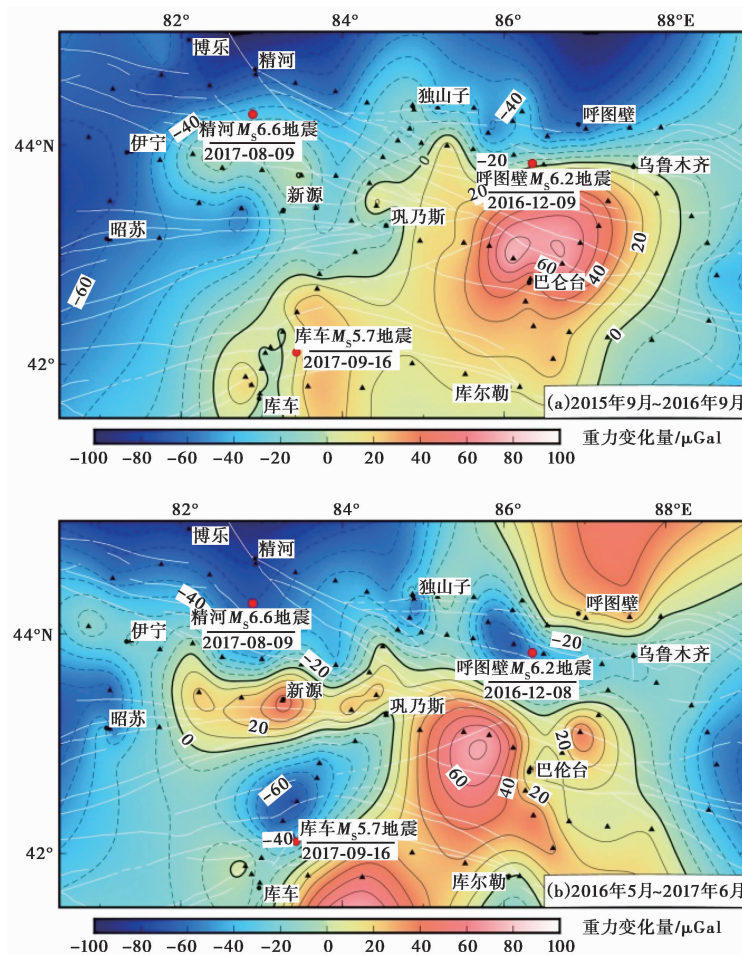 82° 84° 86° 88°E
博乐
精河
独山子
-40
呼图壁
-40
44°N
伊宁
精河MS6.6地震
2017-08-09
0
-20
乌鲁木齐
20
呼图壁MS6.2地震
2016-12-09
新源
昭苏
巩乃斯
20
60
40
巴伦台
-60
0
库车MS5.7地震
2017-09-16
42°
库车
库尔勒
(a)2015年9月~2016年9月
-100 -80 -60 -40 -20 0 20 40 60 80 100
重力变化量/μGal
82° 84° 86° 88°E
博乐
精河
独山子
-40
呼图壁
44°N
伊宁
精河MS6.6地震
2017-08-09
-20
-20
乌鲁木齐
呼图壁MS6.2地震
2016-12-08
新源
昭苏
巩乃斯
20
0
20
60
40
巴伦台
20
-60
-40
库车MS5.7地震
2017-09-16
42°
库车
库尔勒
(b)2016年5月~2017年6月
-100 -80 -60 -40 -20 0 20 40 60 80 100
重力变化量/μGal